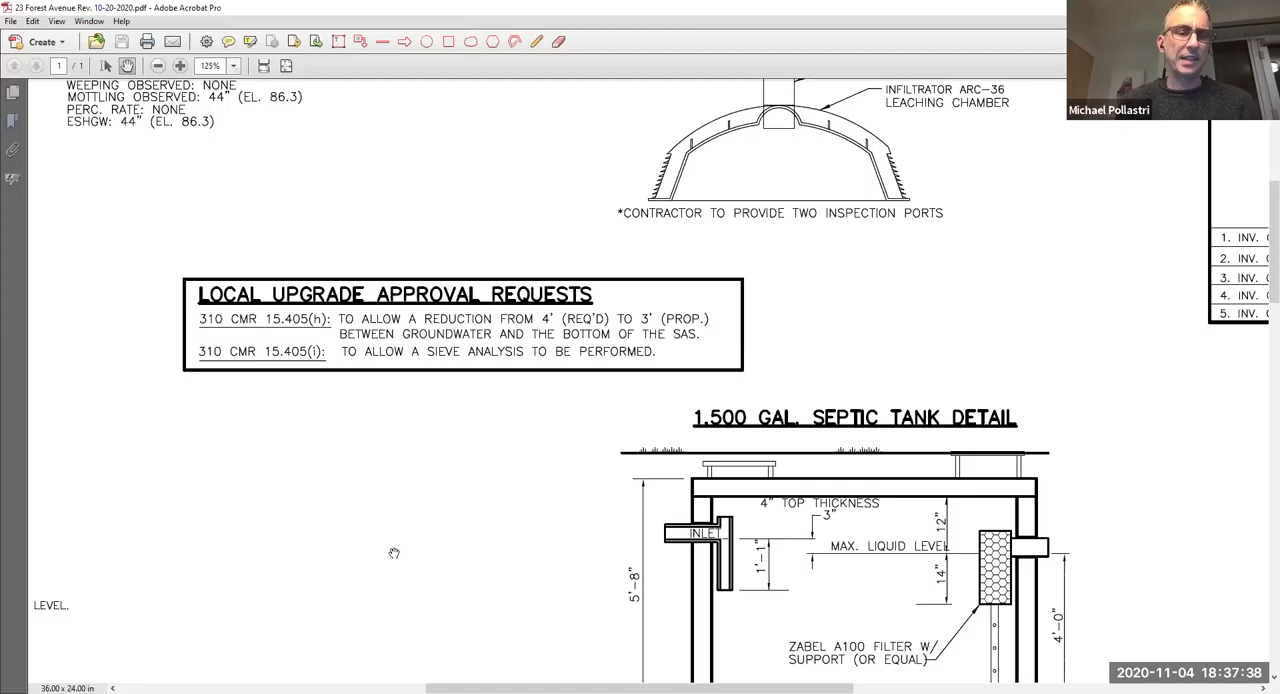 23 Forest Avenue Rev. 10-20-2020.pdf - Adobe Acrobat Pro
File Edit View Window Help
Create
1 / 1 125%
WEEPING OBSERVED: NONE
MOTTLING OBSERVED: 44" (EL. 86.3)
PERC. RATE: NONE
ESHGW: 44" (EL. 86.3)
INFILTRATOR ARC-36
LEACHING CHAMBER
Michael Pollastri
*CONTRACTOR TO PROVIDE TWO INSPECTION PORTS
1. INV.
2. INV.
3. INV.
4. INV.
5. INV.
LOCAL UPGRADE APPROVAL REQUESTS
310 CMR 15.405(h): TO ALLOW A REDUCTION FROM 4' (REQ'D) TO 3' (PROP.)
BETWEEN GROUNDWATER AND THE BOTTOM OF THE SAS.
310 CMR 15.405(i): TO ALLOW A SIEVE ANALYSIS TO BE PERFORMED.
1,500 GAL. SEPTIC TANK DETAIL
4" TOP THICKNESS
3"
12"
INLET
MAX. LIQUID LEVEL
1'-1"
14"
5'-8"
4'-0"
LEVEL.
ZABEL A100 FILTER W/
SUPPORT (OR EQUAL)
2020-11-04 18:37:38
36.00 x 24.00 in